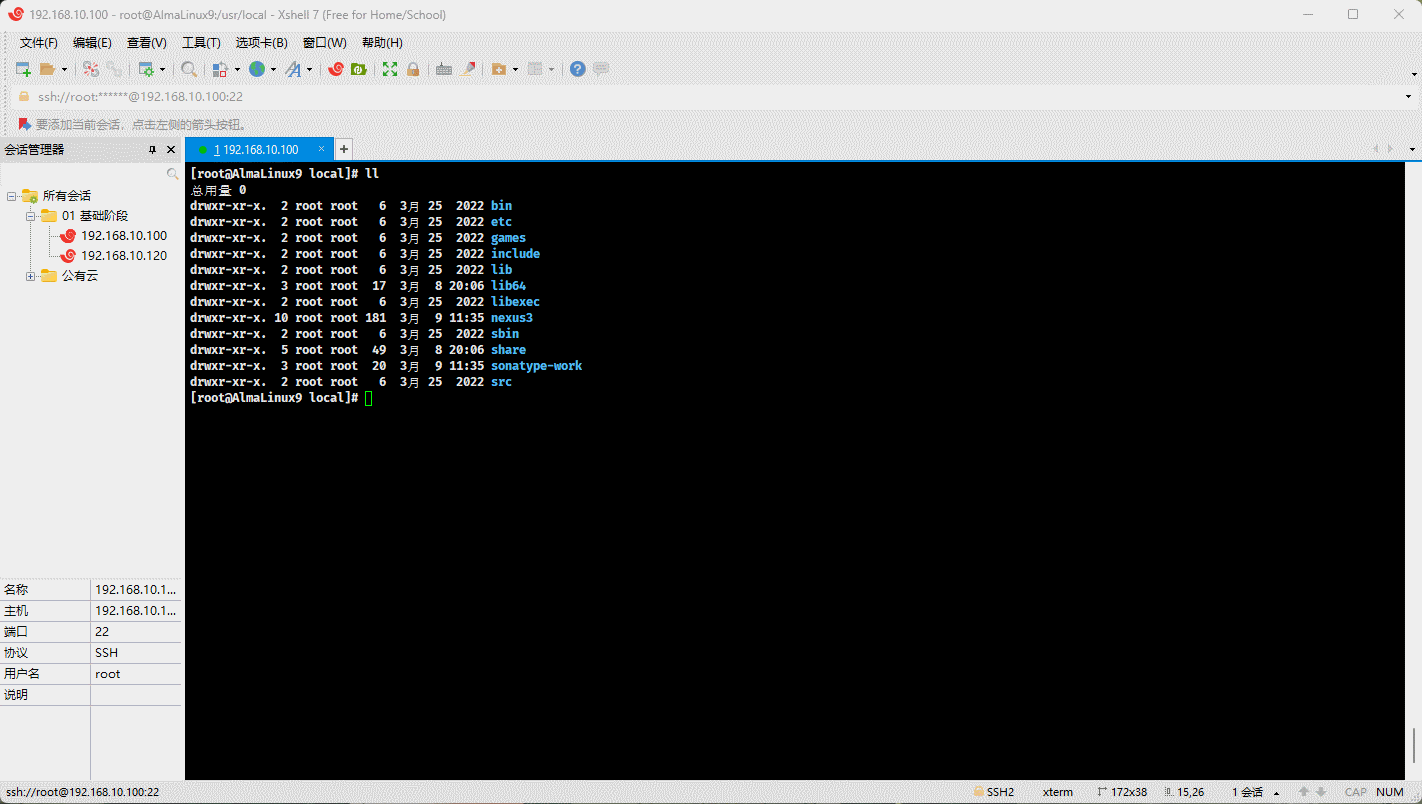 192.168.10.100 - root@AlmaLinux9:/usr/local - Xshell 7 (Free for Home/School)
文件(F) 编辑(E) 查看(V) 工具(T) 选项卡(B) 窗口(W) 帮助(H)
ssh://root:******@192.168.10.100:22
要添加当前会话，点击左侧的箭头按钮。
会话管理器
1 192.168.10.100
所有会话
01 基础阶段
192.168.10.100
192.168.10.120
公有云
[root@AlmaLinux9 local]# ll
总用量 0
drwxr-xr-x.  2 root root   6  3月 25  2022 bin
drwxr-xr-x.  2 root root   6  3月 25  2022 etc
drwxr-xr-x.  2 root root   6  3月 25  2022 games
drwxr-xr-x.  2 root root   6  3月 25  2022 include
drwxr-xr-x.  2 root root   6  3月 25  2022 lib
drwxr-xr-x.  3 root root  17  3月  8 20:06 lib64
drwxr-xr-x.  2 root root   6  3月 25  2022 libexec
drwxr-xr-x. 10 root root 181  3月  9 11:35 nexus3
drwxr-xr-x.  2 root root   6  3月 25  2022 sbin
drwxr-xr-x.  5 root root  49  3月  8 20:06 share
drwxr-xr-x.  3 root root  20  3月  9 11:35 sonatype-work
drwxr-xr-x.  2 root root   6  3月 25  2022 src
[root@AlmaLinux9 local]#
名称 192.168.10.1...
主机 192.168.10.1...
端口 22
协议 SSH
用户名 root
说明
ssh://root@192.168.10.100:22 SSH2 xterm 172x38 15,26 1 会话 CAP NUM